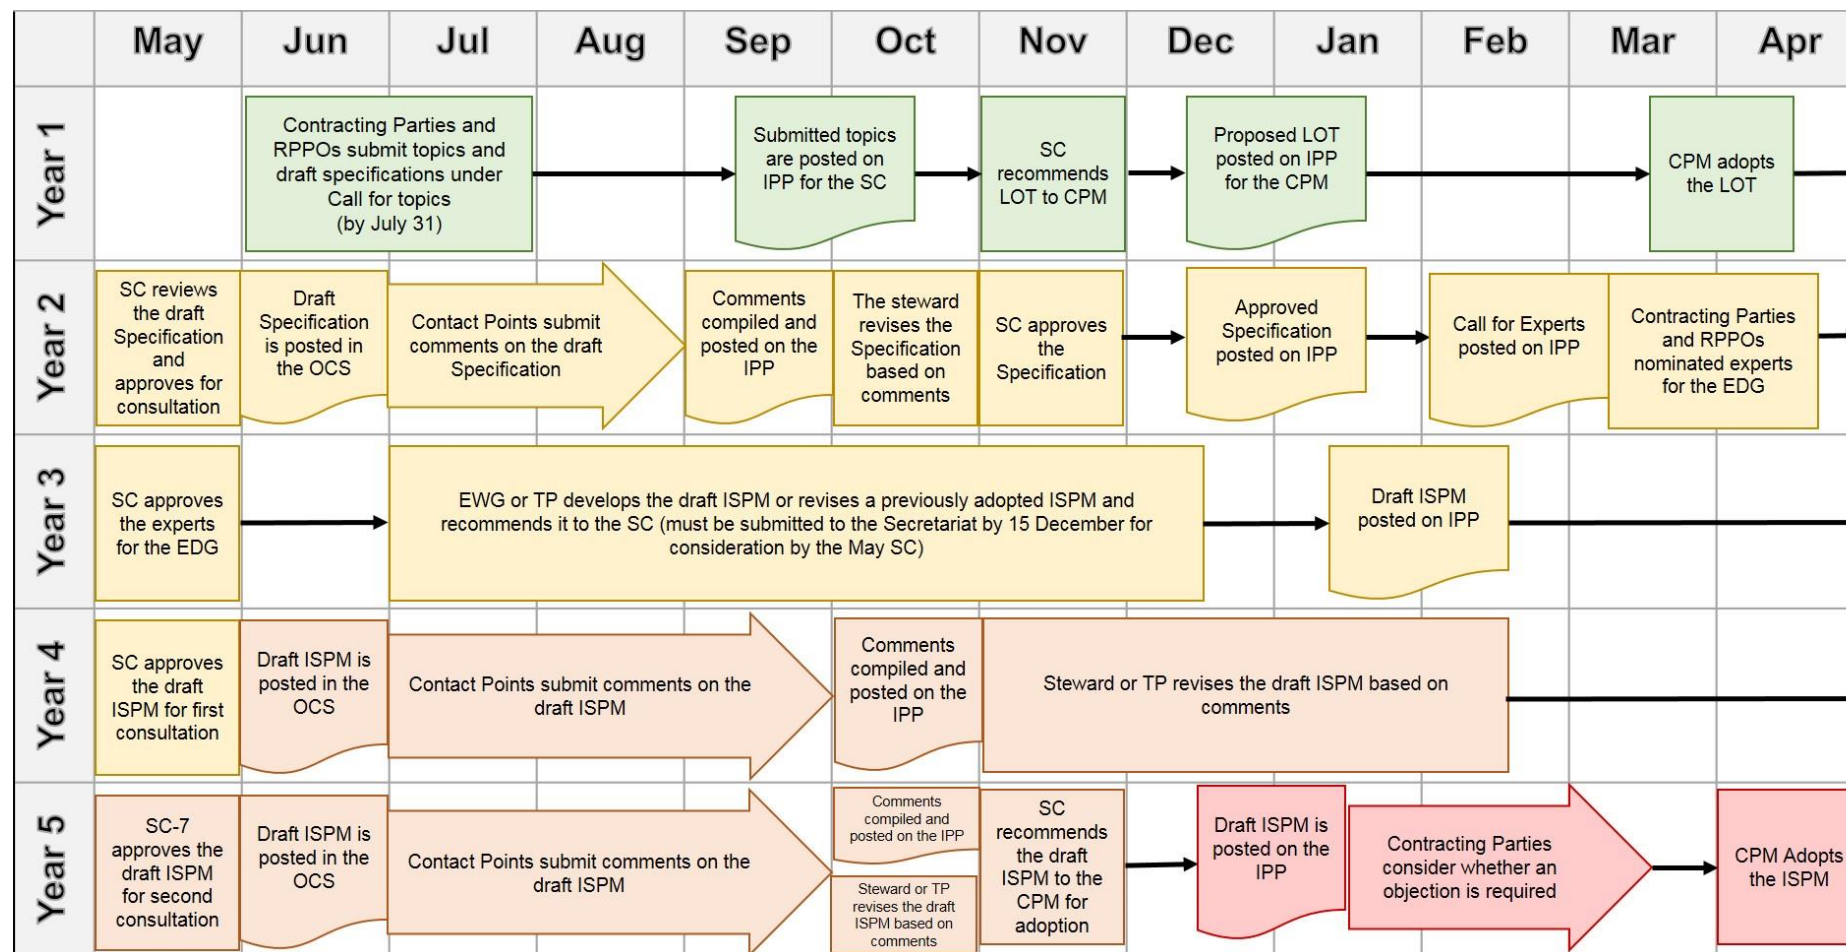 May Jun Jul Aug Sep Oct Nov Dec Jan Feb Mar Apr
Year 1
Contracting Parties and
RPPOs submit topics and
draft specifications under
Call for topics
(by July 31)
Submitted topics
are posted on
IPP for the SC
SC
recommends
LOT to CPM
Proposed LOT
posted on IPP
for the CPM
CPM adopts
the LOT
Year 2
SC reviews
the draft
Specification
and
approves for
consultation
Draft
Specification
is posted in
the OCS
Contact Points submit
comments on the draft
Specification
Comments
compiled and
posted on the
IPP
The steward
revises the
Specification
based on
comments
SC approves
the
Specification
Approved
Specification
posted on IPP
Call for Experts
posted on IPP
Contracting Parties
and RPPOs
nominated experts
for the EDG
Year 3
SC approves
the experts
for the EDG
EWG or TP develops the draft ISPM or revises a previously adopted ISPM and
recommends it to the SC (must be submitted to the Secretariat by 15 December for
consideration by the May SC)
Draft ISPM
posted on IPP
Year 4
SC approves
the draft
ISPM for first
consultation
Draft ISPM is
posted in the
OCS
Contact Points submit comments on the
draft ISPM
Comments
compiled and
posted on the
IPP
Steward or TP revises the draft ISPM based on
comments
Year 5
SC-7
approves the
draft ISPM
for second
consultation
Draft ISPM is
posted in the
OCS
Contact Points submit comments on the
draft ISPM
Comments
compiled and
posted on the IPP
Steward or TP
revises the draft
ISPM based on
comments
SC
recommends
the draft
ISPM to the
CPM for
adoption
Draft ISPM is
posted on the
IPP
Contracting Parties
consider whether an
objection is required
CPM Adopts
the ISPM